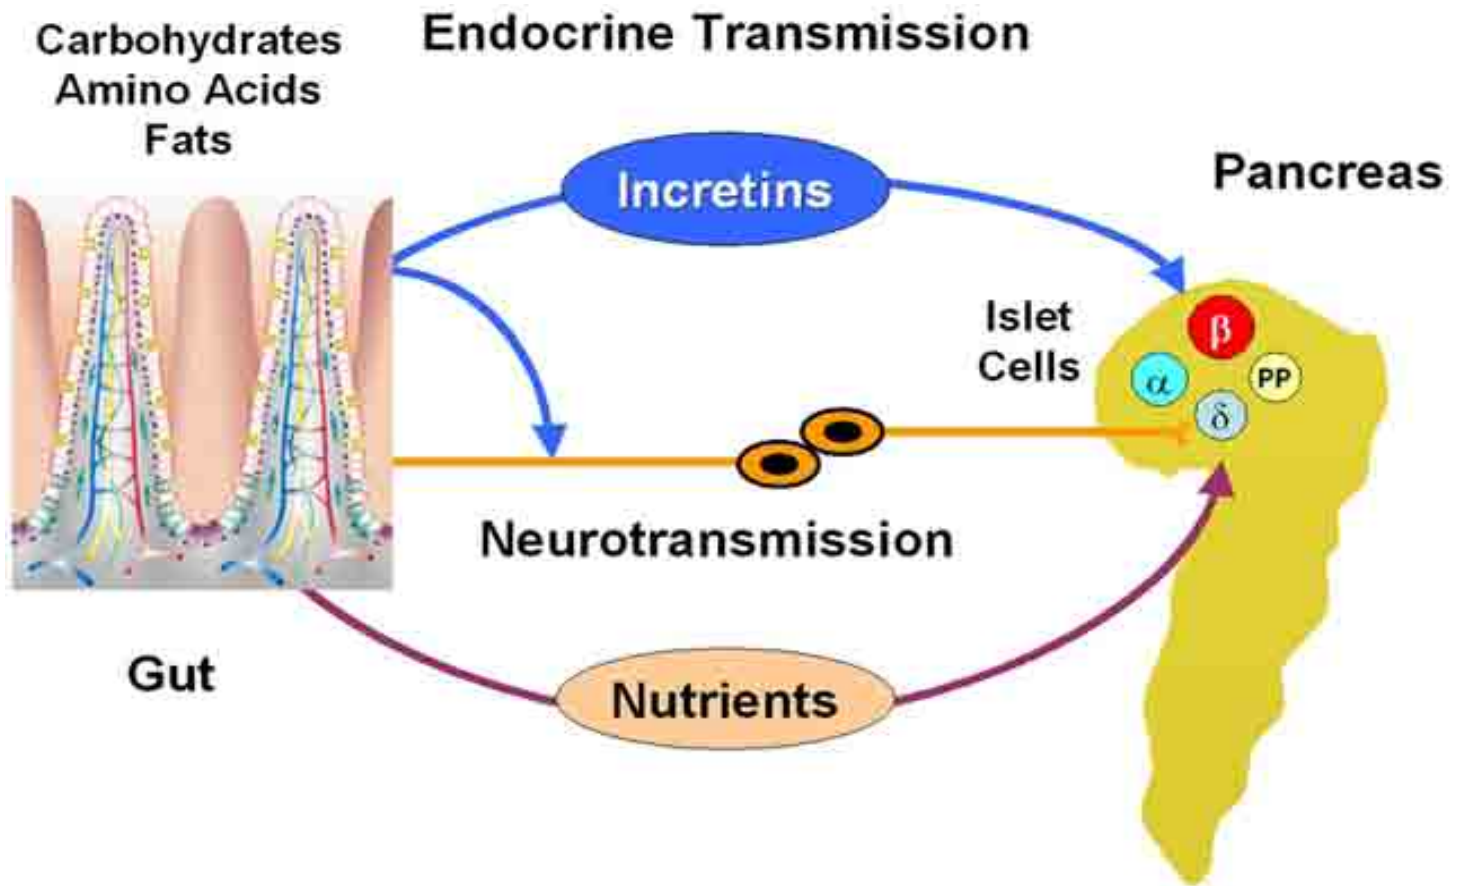 Carbohydrates
Amino Acids
Fats
Endocrine Transmission
Incretins
Pancreas
Islet
Cells
β
α
PP
δ
Neurotransmission
Gut
Nutrients